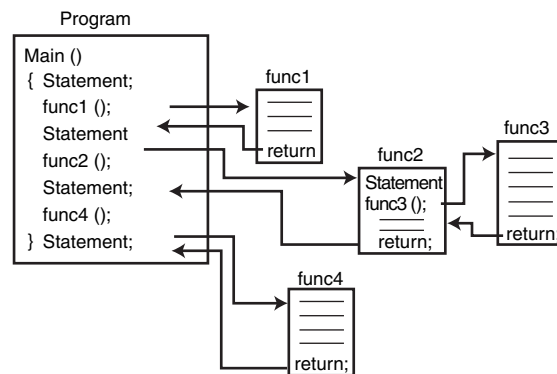 Program
Main ()
{ Statement;
func1 ();
Statement
func2 ();
Statement;
func4 ();
} Statement;
func1
return
func2
Statement
func3 ();
return;
func3
return;
func4
return;